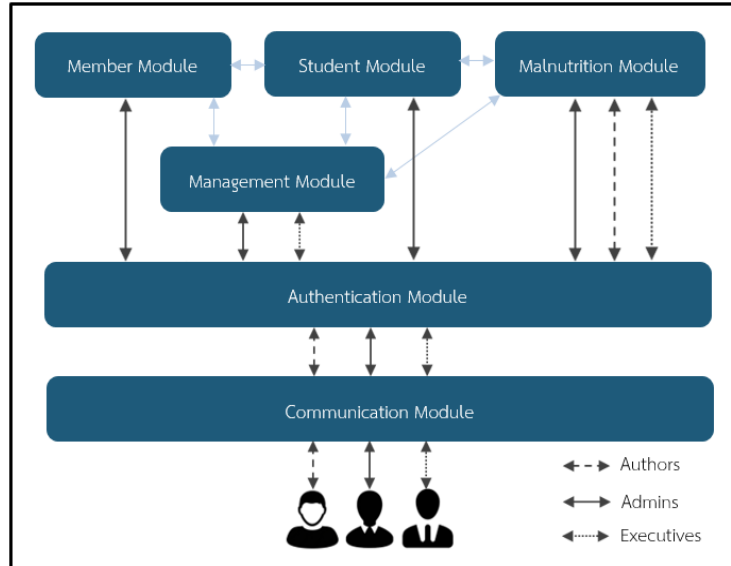 Member Module
Student Module
Malnutrition Module
Management Module
Authentication Module
Communication Module
Authors
Admins
Executives